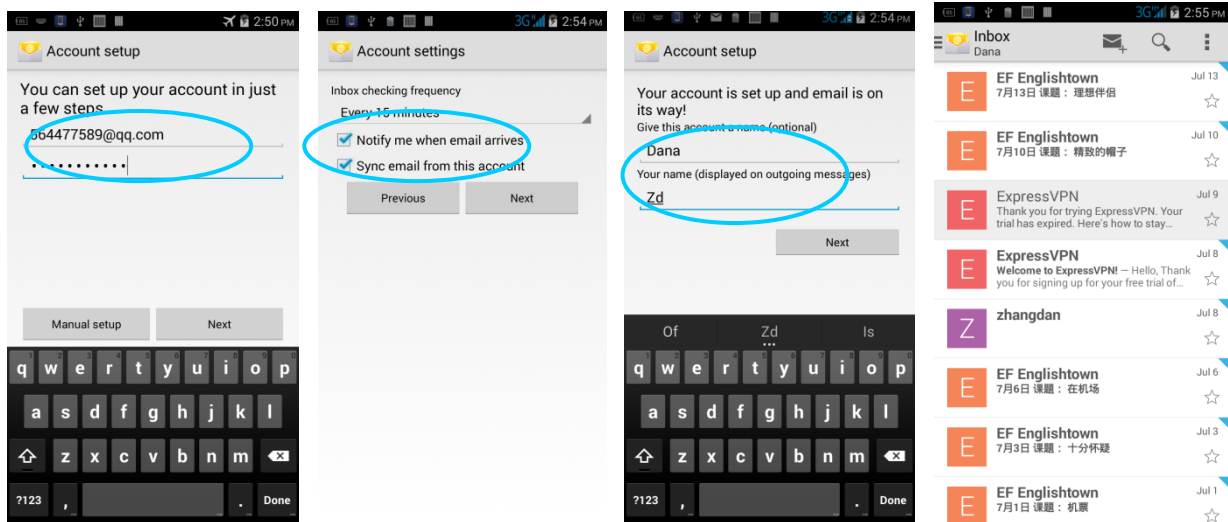 2:50 PM
Account setup
You can set up your account in just
a few steps
564477589@qq.com
•••••••••••
Manual setup Next
q w e r t y u i o p
a s d f g h j k l
z x c v b n m
?123 , . Done
3G 2:54 PM
Account settings
Inbox checking frequency
Every 15 minutes
Notify me when email arrives
Sync email from this account
Previous Next
3G 2:54 PM
Account setup
Your account is set up and email is on
its way!
Give this account a name (optional)
Dana
Your name (displayed on outgoing messages)
Zd
Next
Of Zd Is
q w e r t y u i o p
a s d f g h j k l
z x c v b n m
?123 , . Done
3G 2:55 PM
Inbox
Dana
E EF Englishtown Jul 13
7月13日 课题： 理想伴侣
E EF Englishtown Jul 10
7月10日 课题： 精致的帽子
E ExpressVPN Jul 9
Thank you for trying ExpressVPN. Your
trial has expired. Here's how to stay...
E ExpressVPN Jul 8
Welcome to ExpressVPN! — Hello, Thank
you for signing up for your free trial of...
Z zhangdan Jul 8
E EF Englishtown Jul 6
7月6日 课题： 在机场
E EF Englishtown Jul 3
7月3日 课题： 十分怀疑
E EF Englishtown Jul 1
7月1日 课题： 机票